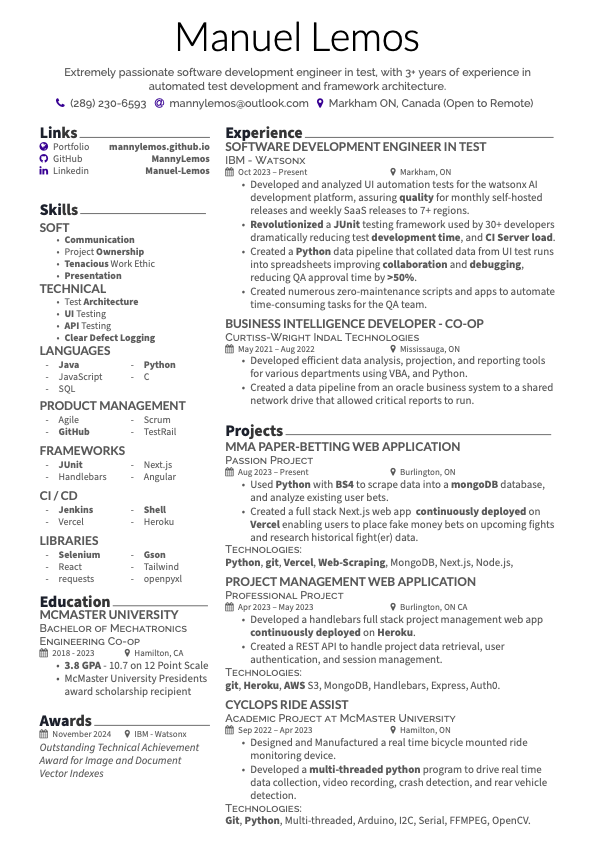 Manuel Lemos
Extremely passionate software development engineer in test, with 3+ years of experience in
automated test development and framework architecture.
(289) 230-6593 mannylemos@outlook.com Markham ON, Canada (Open to Remote)
Links
Portfolio mannylemos.github.io
GitHub MannyLemos
Linkedin Manuel-Lemos
Skills
SOFT
• Communication
• Project Ownership
• Tenacious Work Ethic
• Presentation
TECHNICAL
• Test Architecture
• UI Testing
• API Testing
• Clear Defect Logging
LANGUAGES
- Java - Python
- JavaScript - C
- SQL
PRODUCT MANAGEMENT
- Agile - Scrum
- GitHub - TestRail
FRAMEWORKS
- JUnit - Next.js
- Handlebars - Angular
CI / CD
- Jenkins - Shell
- Vercel - Heroku
LIBRARIES
- Selenium - Gson
- React - Tailwind
- requests - openpyxl
Education
MCMASTER UNIVERSITY
Bachelor of Mechatronics
Engineering Co-op
2018 - 2023 Hamilton, CA
• 3.8 GPA - 10.7 on 12 Point Scale
• McMaster University Presidents
award scholarship recipient
Awards
November 2024 IBM - Watsonx
Outstanding Technical Achievement
Award for Image and Document
Vector Indexes
Experience
SOFTWARE DEVELOPMENT ENGINEER IN TEST
IBM - Watsonx
Oct 2023 – Present Markham, ON
• Developed and analyzed UI automation tests for the watsonx AI
development platform, assuring quality for monthly self-hosted
releases and weekly SaaS releases to 7+ regions.
• Revolutionized a JUnit testing framework used by 30+ developers
dramatically reducing test development time, and CI Server load.
• Created a Python data pipeline that collated data from UI test runs
into spreadsheets improving collaboration and debugging,
reducing QA approval time by >50%.
• Created numerous zero-maintenance scripts and apps to automate
time-consuming tasks for the QA team.
BUSINESS INTELLIGENCE DEVELOPER - CO-OP
Curtiss-Wright Indal Technologies
May 2021 – Aug 2022 Mississauga, ON
• Developed efficient data analysis, projection, and reporting tools
for various departments using VBA, and Python.
• Created a data pipeline from an oracle business system to a shared
network drive that allowed critical reports to run.
Projects
MMA PAPER-BETTING WEB APPLICATION
Passion Project
Aug 2023 – Present Burlington, ON
• Used Python with BS4 to scrape data into a mongoDB database,
and analyze existing user bets.
• Created a full stack Next.js web app continuously deployed on
Vercel enabling users to place fake money bets on upcoming fights
and research historical fight(er) data.
Technologies:
Python, git, Vercel, Web-Scraping, MongoDB, Next.js, Node.js,
PROJECT MANAGEMENT WEB APPLICATION
Professional Project
Apr 2023 – May 2023 Burlington, ON CA
• Developed a handlebars full stack project management web app
continuously deployed on Heroku.
• Created a REST API to handle project data retrieval, user
authentication, and session management.
Technologies:
git, Heroku, AWS S3, MongoDB, Handlebars, Express, Auth0.
CYCLOPS RIDE ASSIST
Academic Project at McMaster University
Sep 2022 – Apr 2023 Hamilton, ON
• Designed and Manufactured a real time bicycle mounted ride
monitoring device.
• Developed a multi-threaded python program to drive real time
data collection, video recording, crash detection, and rear vehicle
detection.
Technologies:
Git, Python, Multi-threaded, Arduino, I2C, Serial, FFMPEG, OpenCV.